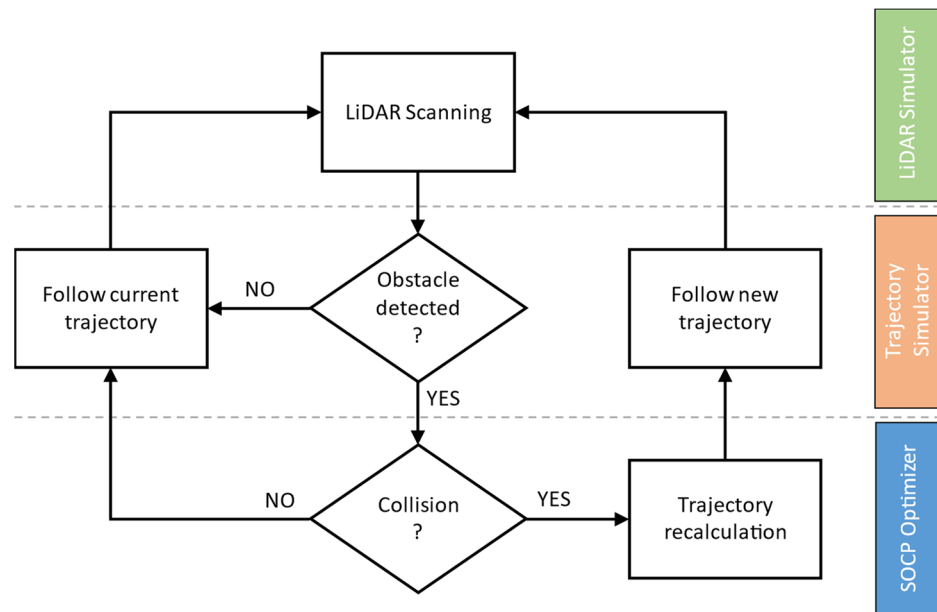 LiDAR Scanning
LiDAR Simulator
Follow current
trajectory
NO
Obstacle
detected
?
Follow new
trajectory
Trajectory
Simulator
YES
NO
Collision
?
YES
Trajectory
recalculation
SOCP Optimizer